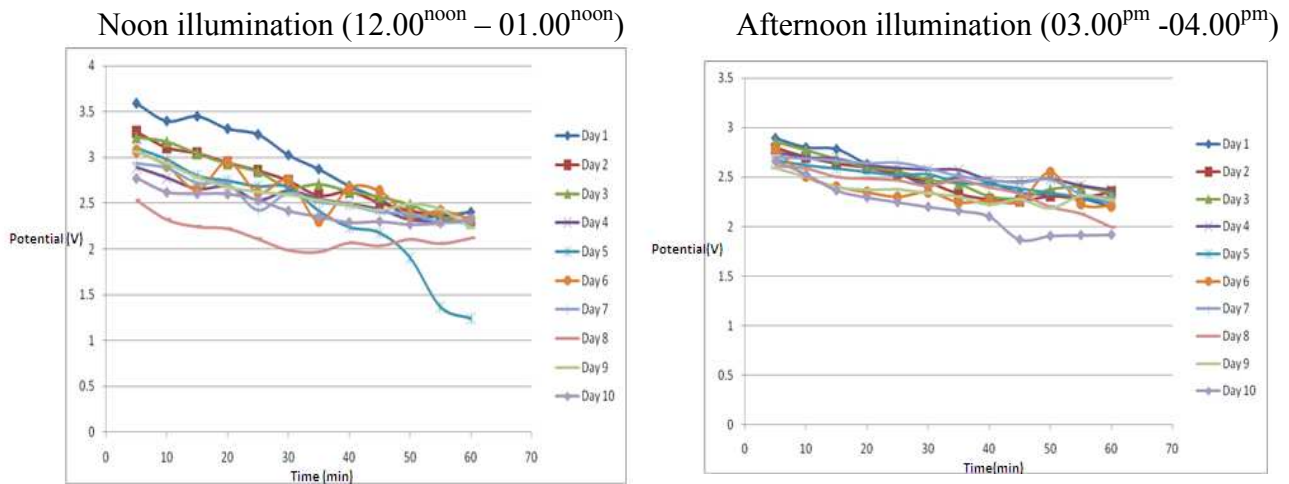 Noon illumination (12.00noon – 01.00noon)
4
3.5
3
2.5
2
1.5
1
0.5
0
Potential(V)
0 10 20 30 40 50 60 70
Time (min)
Day 1
Day 2
Day 3
Day 4
Day 5
Day 6
Day 7
Day 8
Day 9
Day 10
Afternoon illumination (03.00pm -04.00pm)
3.5
3
2.5
2
1.5
1
0.5
0
Potential(V)
0 10 20 30 40 50 60 70
Time(min)
Day 1
Day 2
Day 3
Day 4
Day 5
Day 6
Day 7
Day 8
Day 9
Day 10